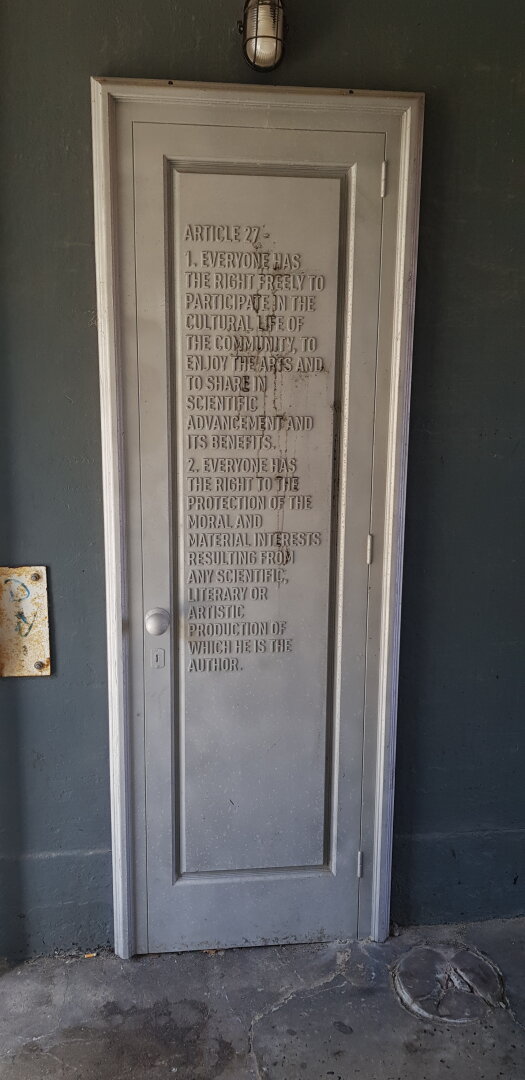 ARTICLE 27 -
1. EVERYONE HAS
THE RIGHT FREELY TO
PARTICIPATE IN THE
CULTURAL LIFE OF
THE COMMUNITY, TO
ENJOY THE ARTS AND
TO SHARE IN
SCIENTIFIC
ADVANCEMENT AND
ITS BENEFITS.
2. EVERYONE HAS
THE RIGHT TO THE
PROTECTION OF THE
MORAL AND
MATERIAL INTERESTS
RESULTING FROM
ANY SCIENTIFIC,
LITERARY OR
ARTISTIC
PRODUCTION OF
WHICH HE IS THE
AUTHOR.